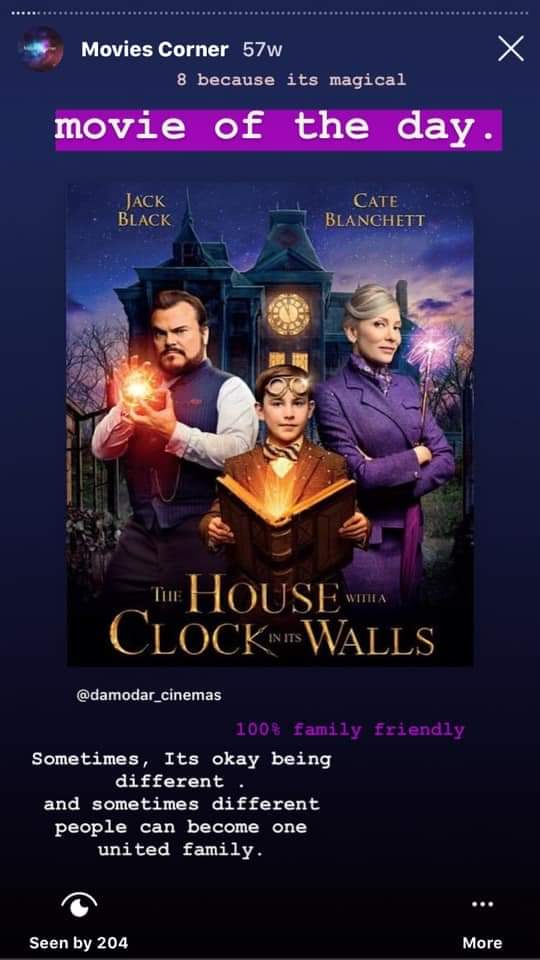 Movies Corner 57w
8 because its magical
movie of the day.
JACK
BLACK
CATE
BLANCHETT
THE HOUSE WITH A
CLOCK IN ITS WALLS
@damodar_cinemas
100% family friendly
Sometimes, Its okay being
different .
and sometimes different
people can become one
united family.
Seen by 204
More